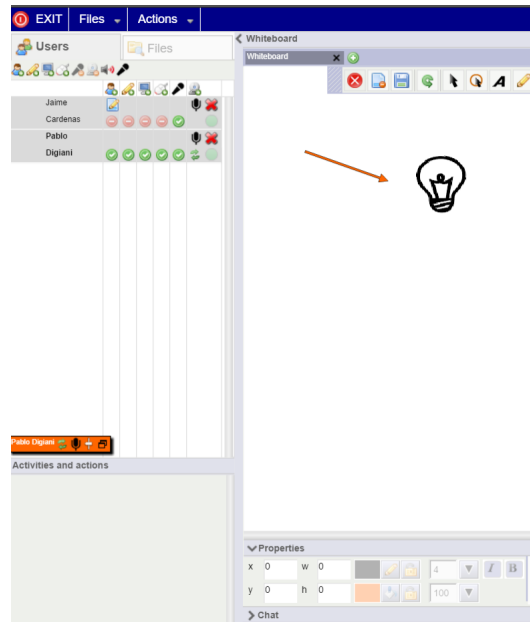 EXIT Files Actions
Users Files
Whiteboard
Whiteboard
A
Jaime
Cardenas
Pablo
Digiani
Pablo Digiani
Activities and actions
Properties
x 0 w 0 4 I B
y 0 h 0 100
Chat